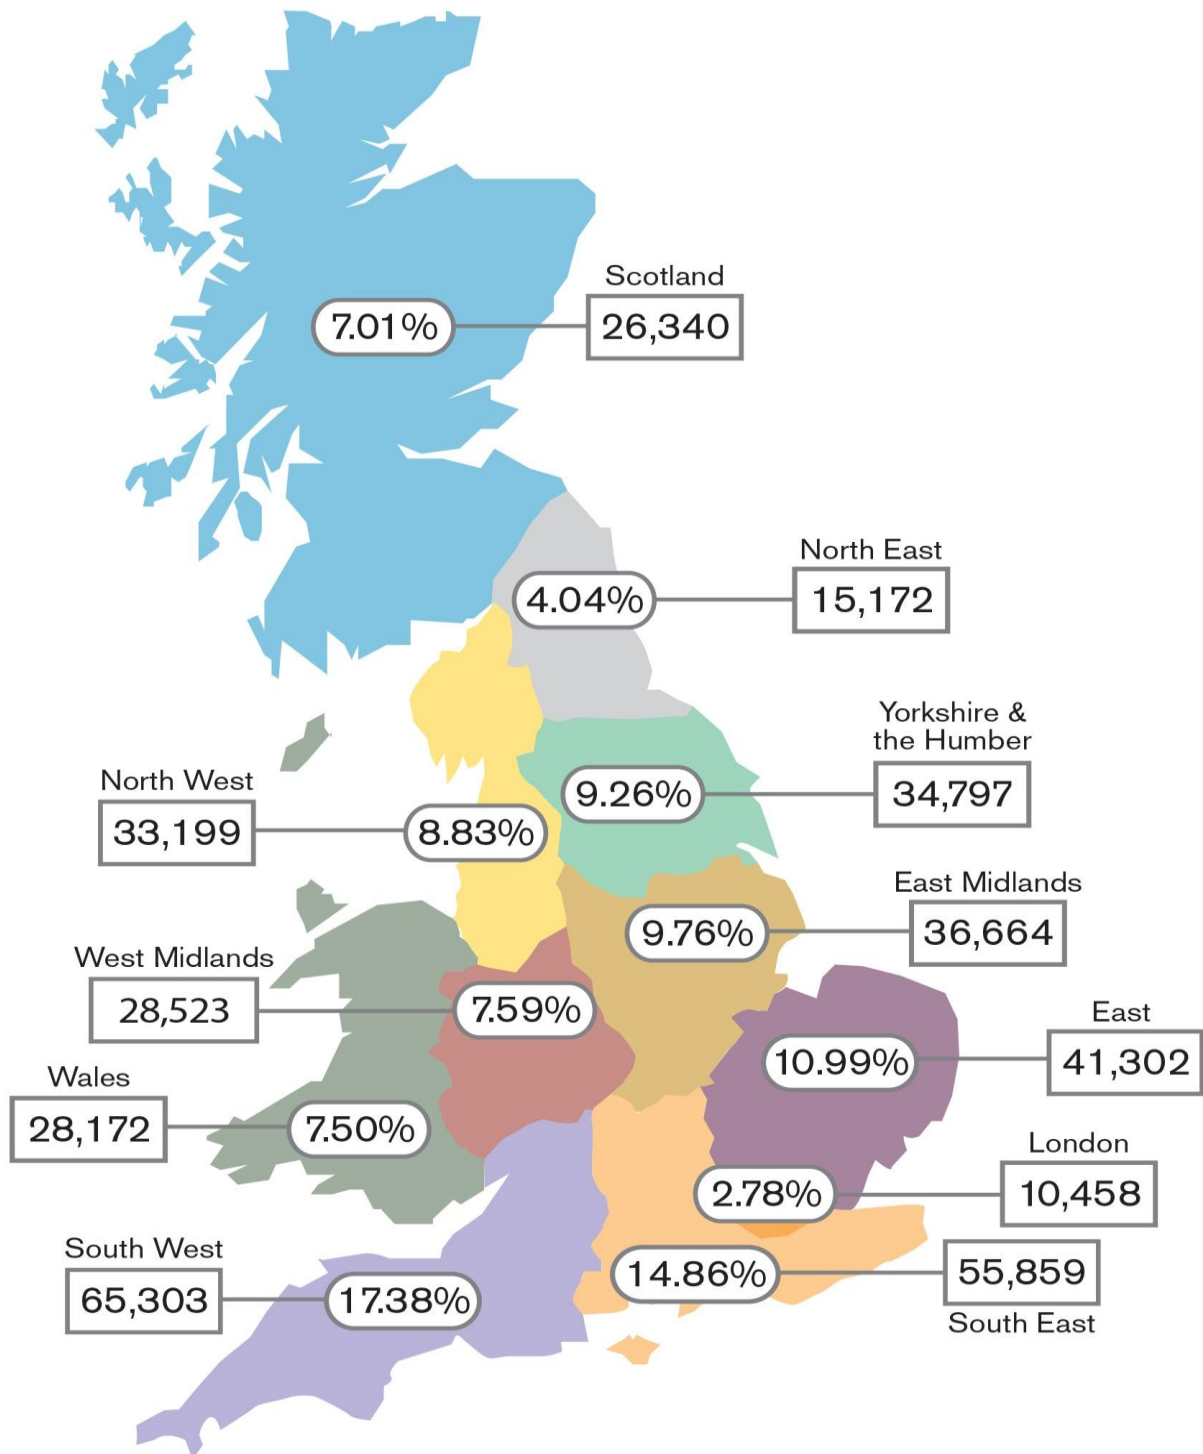 Scotland
7.01%
26,340
North East
4.04%
15,172
Yorkshire &
the Humber
9.26%
34,797
North West
33,199
8.83%
East Midlands
9.76%
36,664
West Midlands
28,523
7.59%
East
10.99%
41,302
Wales
28,172
7.50%
London
2.78%
10,458
South West
65,303
17.38%
14.86%
55,859
South East